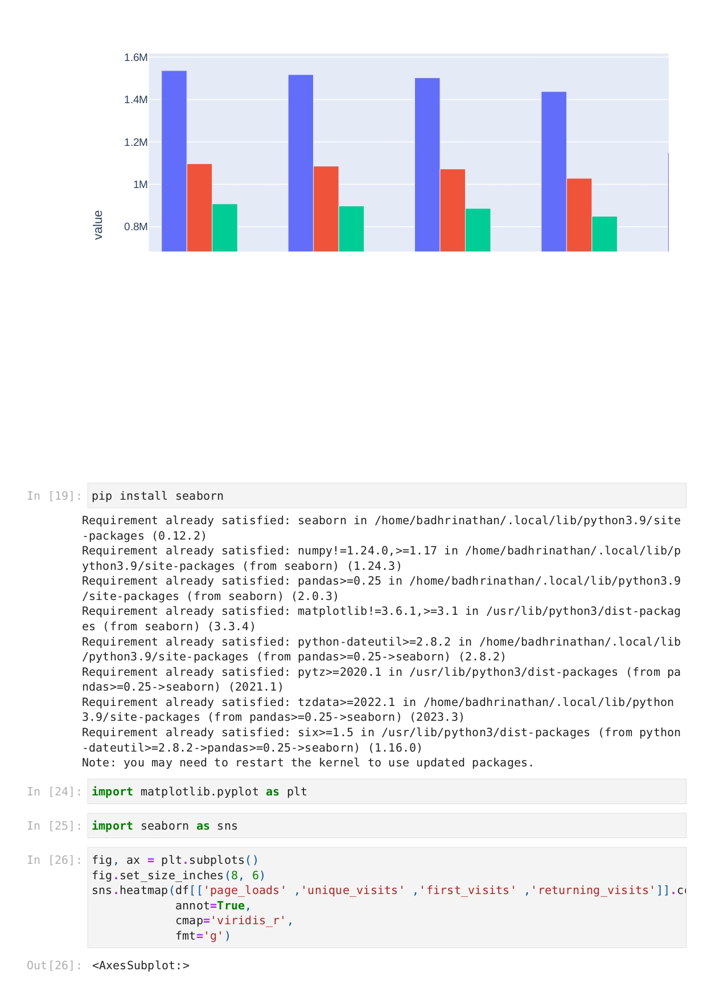 1.6M
1.4M
1.2M
1M
0.8M
value
In [19]: pip install seaborn
Requirement already satisfied: seaborn in /home/badhrinathan/.local/lib/python3.9/site
-packages (0.12.2)
Requirement already satisfied: numpy!=1.24.0,>=1.17 in /home/badhrinathan/.local/lib/p
ython3.9/site-packages (from seaborn) (1.24.3)
Requirement already satisfied: pandas>=0.25 in /home/badhrinathan/.local/lib/python3.9
/site-packages (from seaborn) (2.0.3)
Requirement already satisfied: matplotlib!=3.6.1,>=3.1 in /usr/lib/python3/dist-packag
es (from seaborn) (3.3.4)
Requirement already satisfied: python-dateutil>=2.8.2 in /home/badhrinathan/.local/lib
/python3.9/site-packages (from pandas>=0.25->seaborn) (2.8.2)
Requirement already satisfied: pytz>=2020.1 in /usr/lib/python3/dist-packages (from pa
ndas>=0.25->seaborn) (2021.1)
Requirement already satisfied: tzdata>=2022.1 in /home/badhrinathan/.local/lib/python
3.9/site-packages (from pandas>=0.25->seaborn) (2023.3)
Requirement already satisfied: six>=1.5 in /usr/lib/python3/dist-packages (from python
-dateutil>=2.8.2->pandas>=0.25->seaborn) (1.16.0)
Note: you may need to restart the kernel to use updated packages.
In [24]: import matplotlib.pyplot as plt
In [25]: import seaborn as sns
In [26]: fig, ax = plt.subplots()
fig.set_size_inches(8, 6)
sns.heatmap(df[['page_loads' ,'unique_visits' ,'first_visits' ,'returning_visits']].c
annot=True,
cmap='viridis_r',
fmt='g')
Out[26]: <AxesSubplot:>